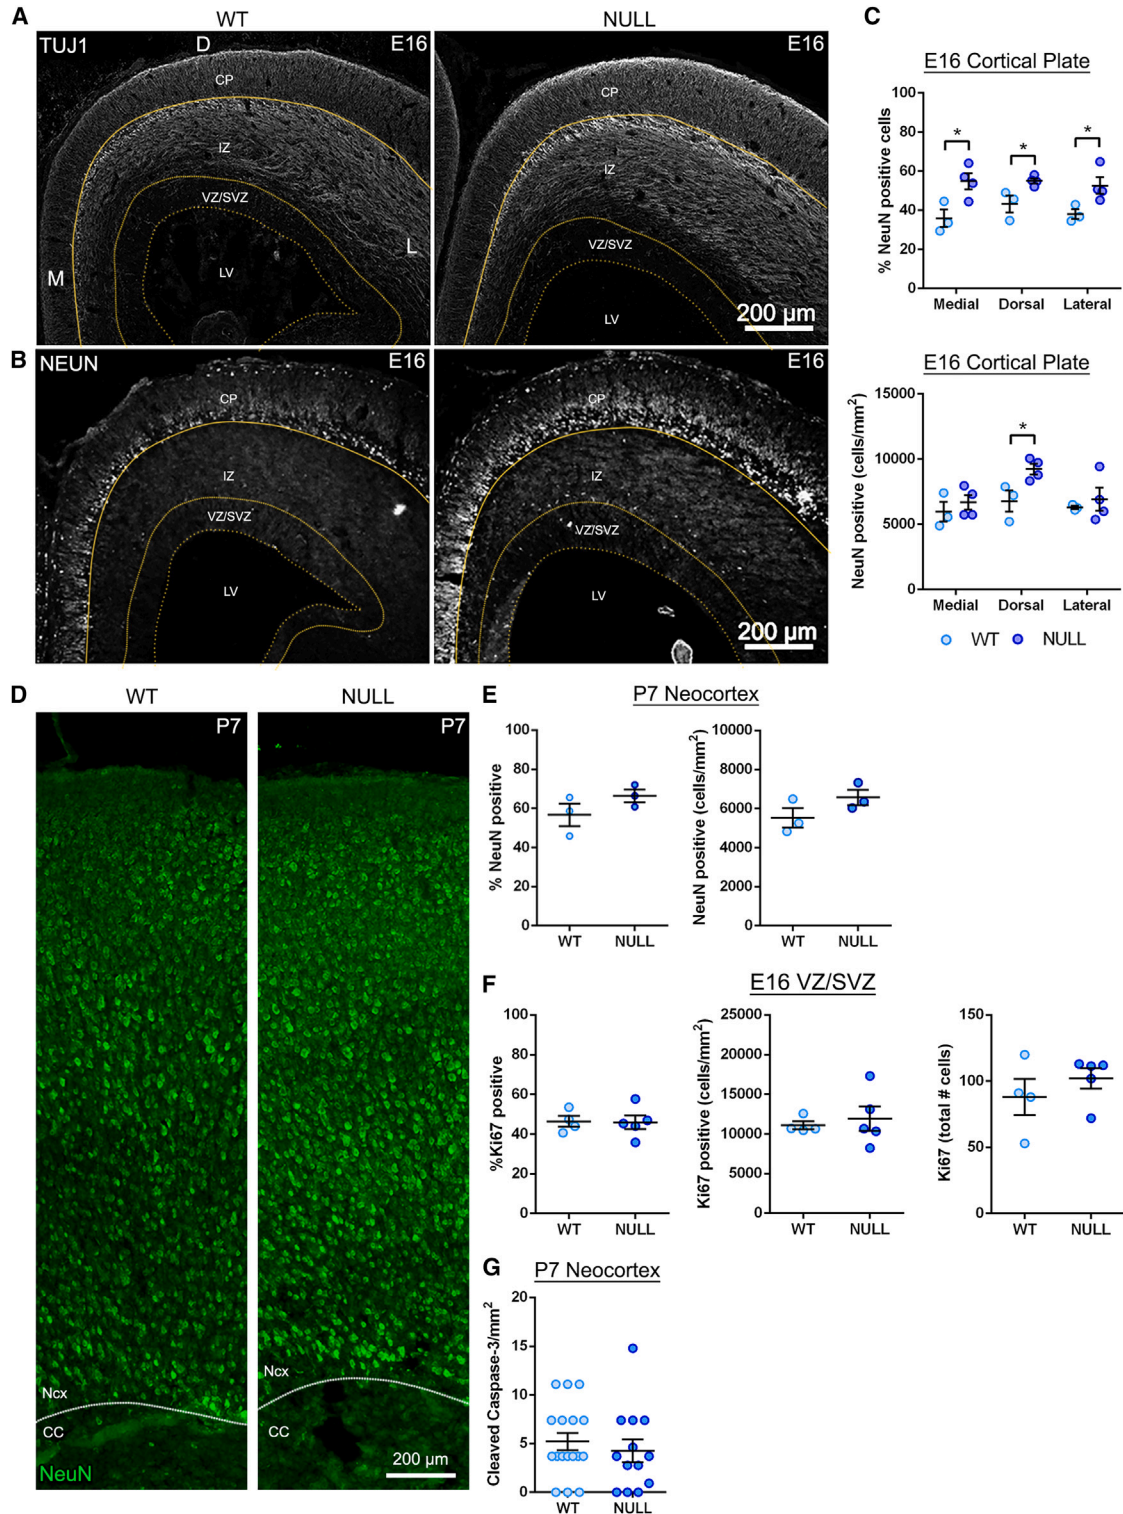 A
WT
NULL
TUJ1
D
E16
CP
IZ
VZ/SVZ
M
L
LV
E16
CP
IZ
VZ/SVZ
LV
200 µm
B
NEUN
E16
CP
IZ
VZ/SVZ
LV
E16
CP
IZ
VZ/SVZ
LV
200 µm
C
E16 Cortical Plate
% NeuN positive cells
100
80
60
40
20
0
*
*
*
Medial
Dorsal
Lateral
E16 Cortical Plate
NeuN positive (cells/mm²)
15000
10000
5000
0
*
Medial
Dorsal
Lateral
WT
NULL
D
WT
NULL
P7
Ncx
CC
NeuN
P7
Ncx
CC
200 µm
E
P7 Neocortex
% NeuN positive
100
80
60
40
20
0
WT
NULL
NeuN positive (cells/mm²)
10000
8000
6000
4000
2000
0
WT
NULL
F
E16 VZ/SVZ
%Ki67 positive
100
80
60
40
20
0
WT
NULL
Ki67 positive (cells/mm²)
25000
20000
15000
10000
5000
0
WT
NULL
Ki67 (total # cells)
150
100
50
0
WT
NULL
G
P7 Neocortex
Cleaved Caspase-3/mm²
20
15
10
5
0
WT
NULL